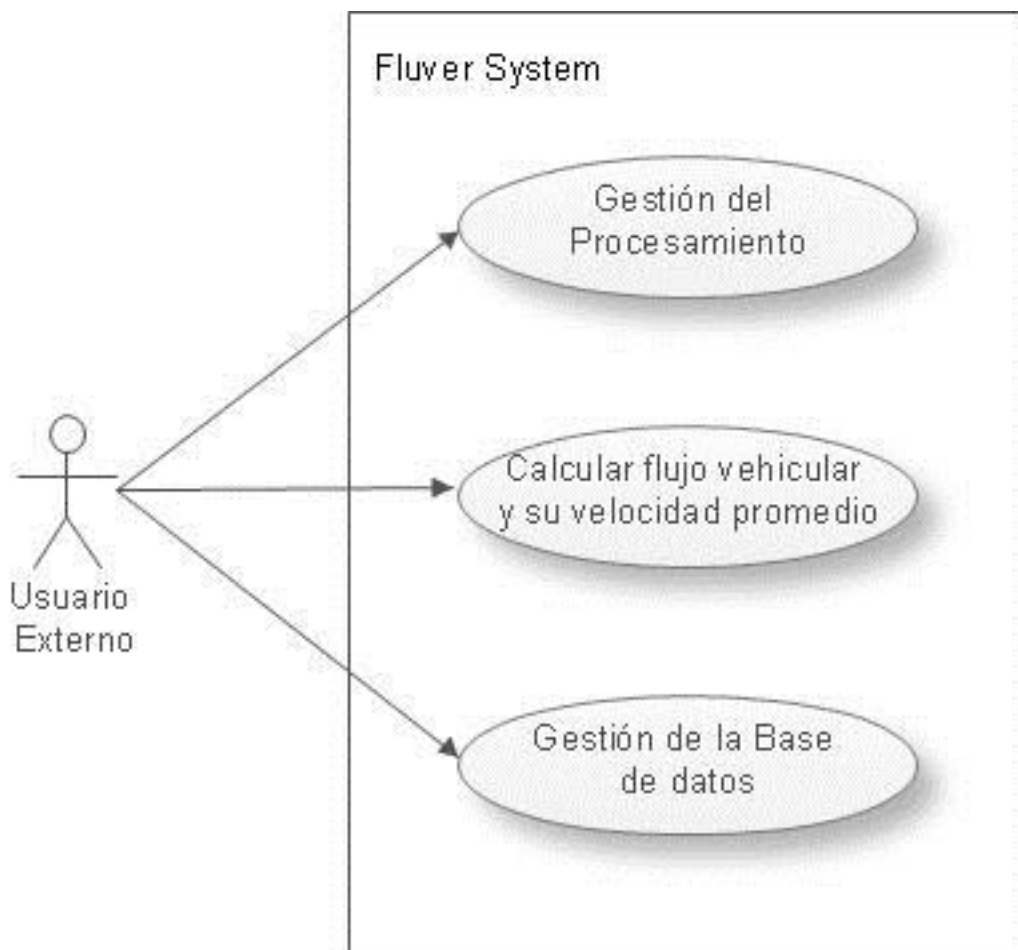 Fluver System
Gestión del
Procesamiento
Calcular flujo vehicular
y su velocidad promedio
Usuario
Externo
Gestión de la Base
de datos